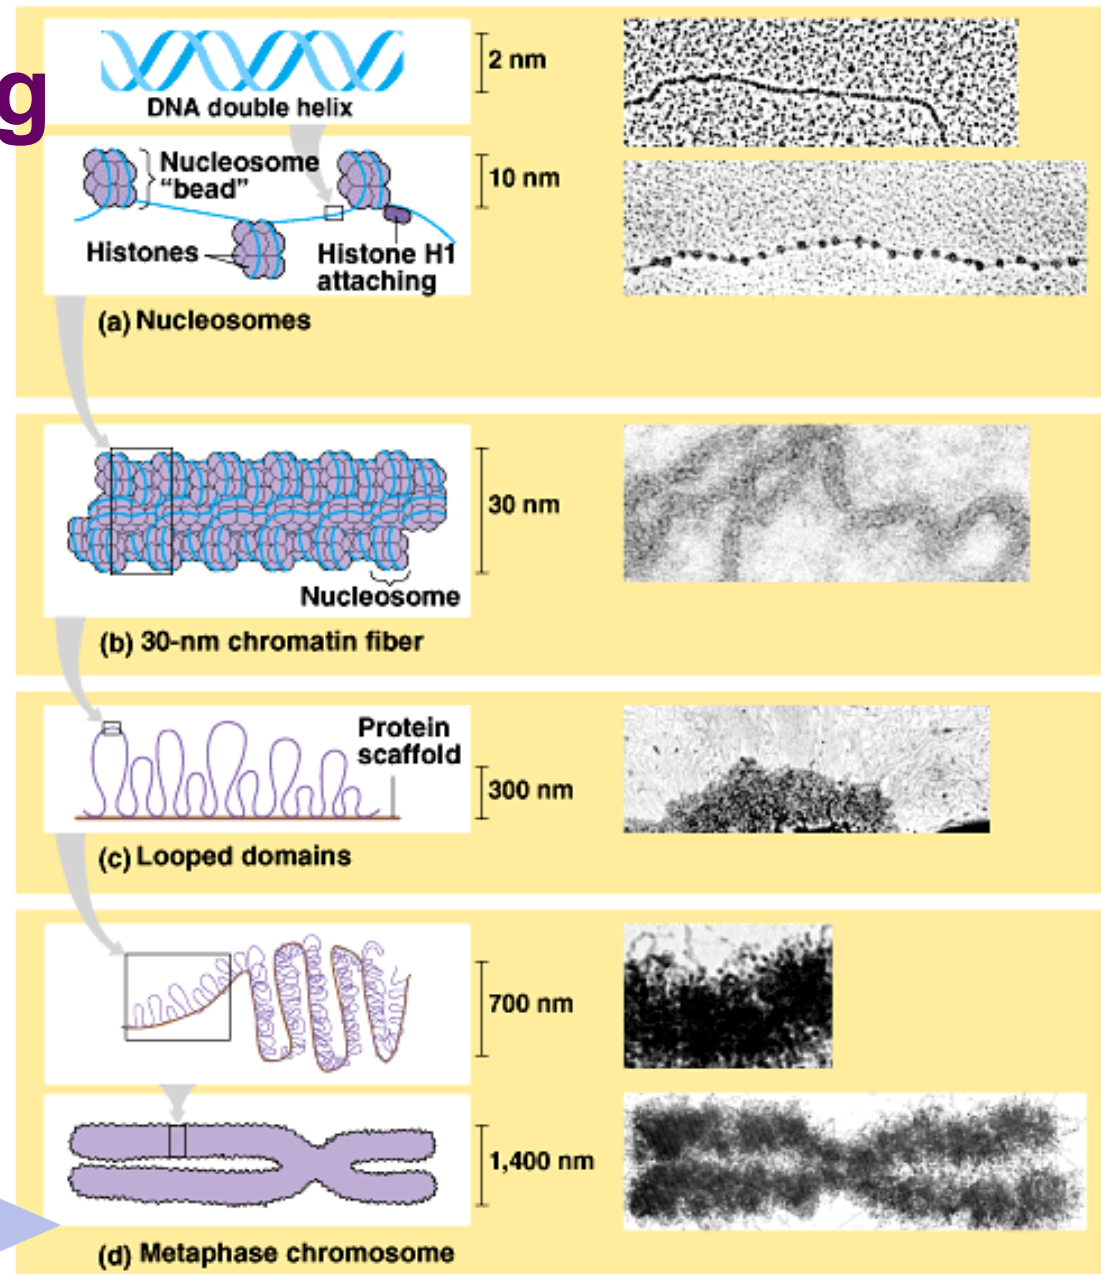 g
2 nm
DNA double helix
Nucleosome
“bead”
10 nm
Histones
Histone H1
attaching
(a) Nucleosomes
30 nm
Nucleosome
(b) 30-nm chromatin fiber
Protein
scaffold
300 nm
(c) Looped domains
700 nm
1,400 nm
(d) Metaphase chromosome